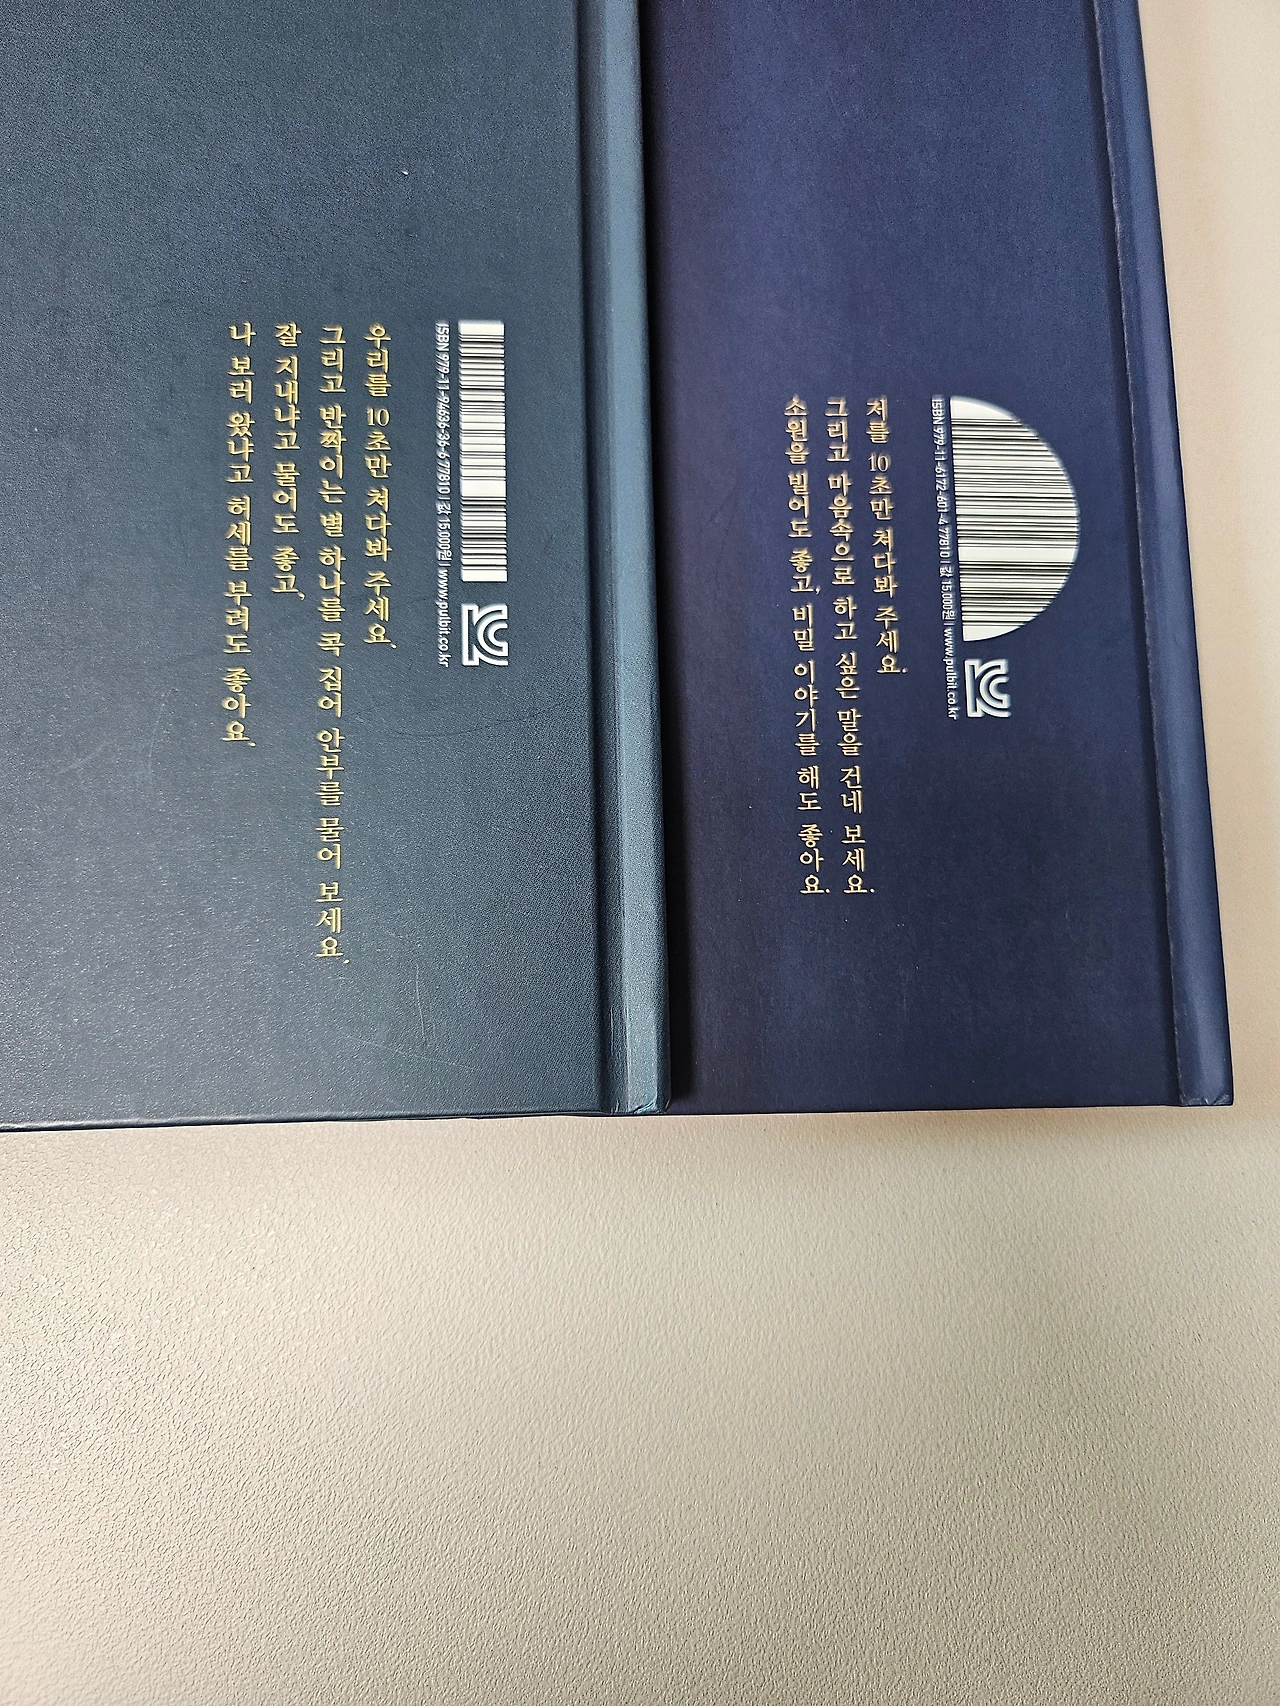 우리를 10초만 쳐다봐 주세요.
그리고 반짝이는 별 하나를 콕 집어 안부를 물어 보세요.
잘 지내냐고 물어도 좋고,
나 보러 왔냐고 허세를 부려도 좋아요.
ISBN 979-11-94636-36-6 77810 | 값 15,000원 | www.pulbit.co.kr
저를 10초만 쳐다봐 주세요.
그리고 마음속으로 하고 싶은 말을 건네 보세요.
소원을 빌어도 좋고, 비밀 이야기를 해도 좋아요.
ISBN 979-11-6172-601-4 77810 | 값 15,000원 | www.pulbit.co.kr